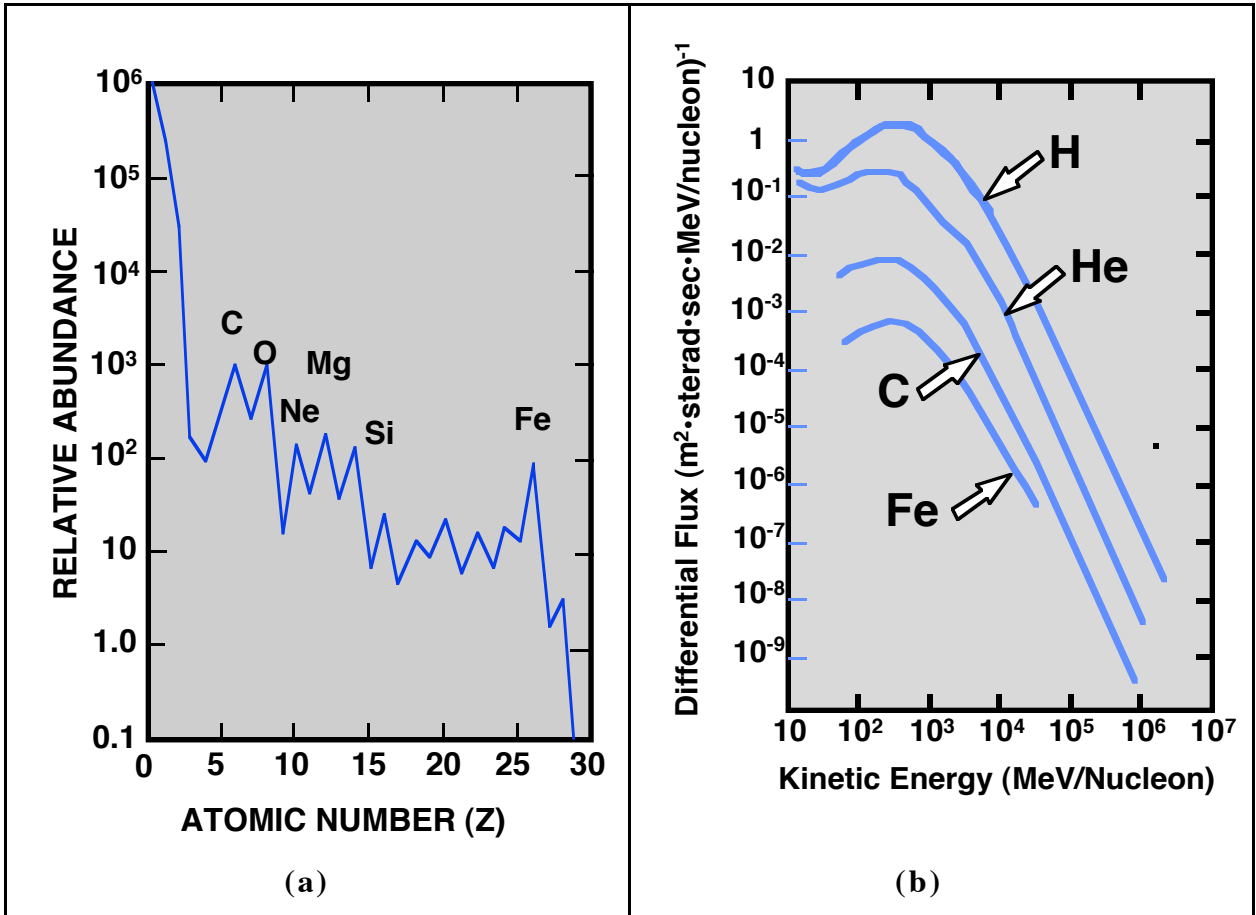 RELATIVE ABUNDANCE
10⁶
10⁵
10⁴
10³
10²
10
1.0
0.1
C
O
Mg
Ne
Si
Fe
0 5 10 15 20 25 30
ATOMIC NUMBER (Z)
(a)
Differential Flux (m²•sterad•sec•MeV/nucleon)⁻¹
10
1
10⁻¹
10⁻²
10⁻³
10⁻⁴
10⁻⁵
10⁻⁶
10⁻⁷
10⁻⁸
10⁻⁹
H
He
C
Fe
10 10² 10³ 10⁴ 10⁵ 10⁶ 10⁷
Kinetic Energy (MeV/Nucleon)
(b)